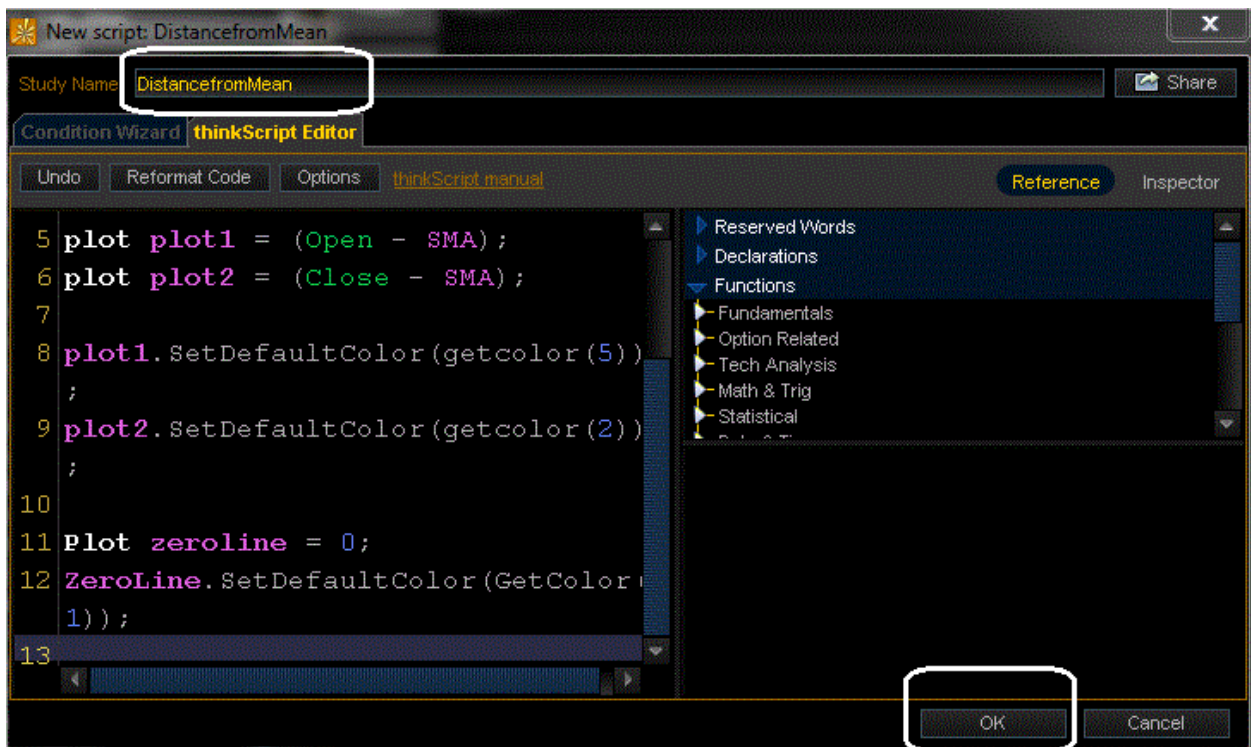 New script: DistancefromMean
X
Study Name DistancefromMean
Share
Condition Wizard thinkScript Editor
Undo Reformat Code Options thinkScript manual
Reference Inspector
5 plot plot1 = (Open - SMA);
6 plot plot2 = (Close - SMA);
7
8 plot1.SetDefaultColor(getcolor(5))
;
9 plot2.SetDefaultColor(getcolor(2))
;
10
11 Plot zeroline = 0;
12 ZeroLine.SetDefaultColor(GetColor(
1));
13
Reserved Words
Declarations
Functions
Fundamentals
Option Related
Tech Analysis
Math & Trig
Statistical
OK Cancel